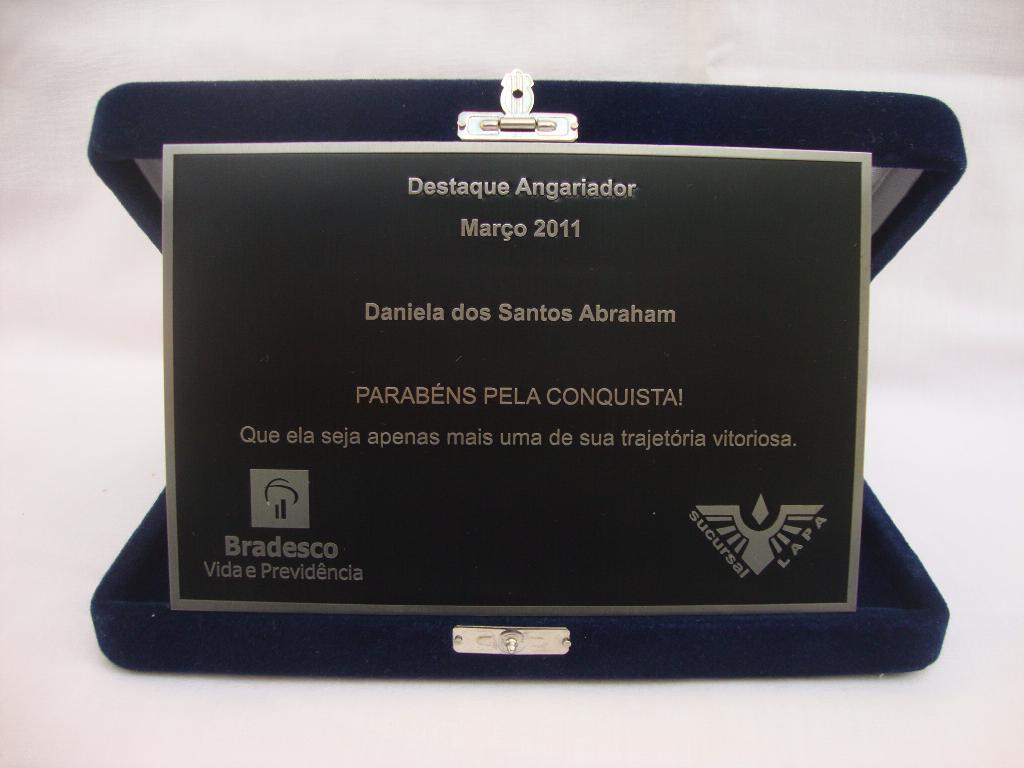 Destaque Angariador
Março 2011
Daniela dos Santos Abraham
PARABÉNS PELA CONQUISTA!
Que ela seja apenas mais uma de sua trajetória vitoriosa.
Bradesco
Vida e Previdência
sucursal LAPA